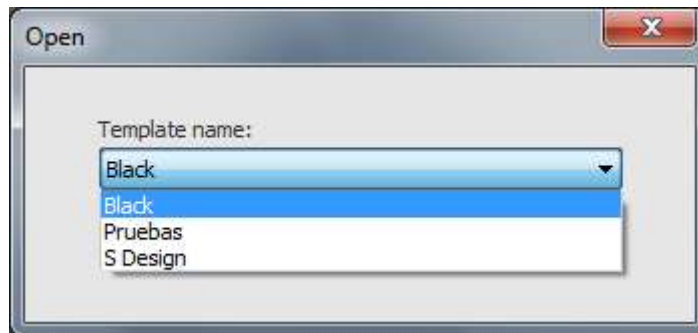 Open
Template name:
Black
Black
Pruebas
S Design